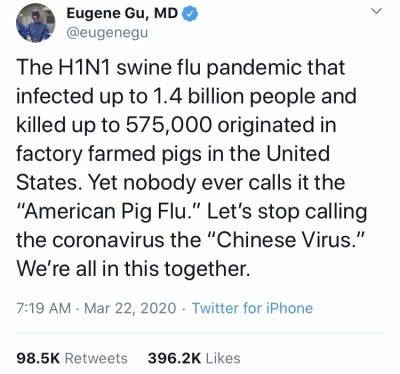 Eugene Gu, MD
@eugenegu
The H1N1 swine flu pandemic that
infected up to 1.4 billion people and
killed up to 575,000 originated in
factory farmed pigs in the United
States. Yet nobody ever calls it the
“American Pig Flu.” Let’s stop calling
the coronavirus the “Chinese Virus.”
We’re all in this together.
7:19 AM · Mar 22, 2020 · Twitter for iPhone
98.5K Retweets 396.2K Likes